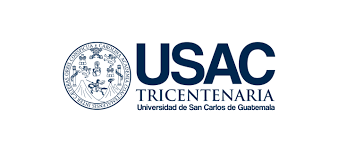 USAC
TRICENTENARIA
Universidad de San Carlos de Guatemala